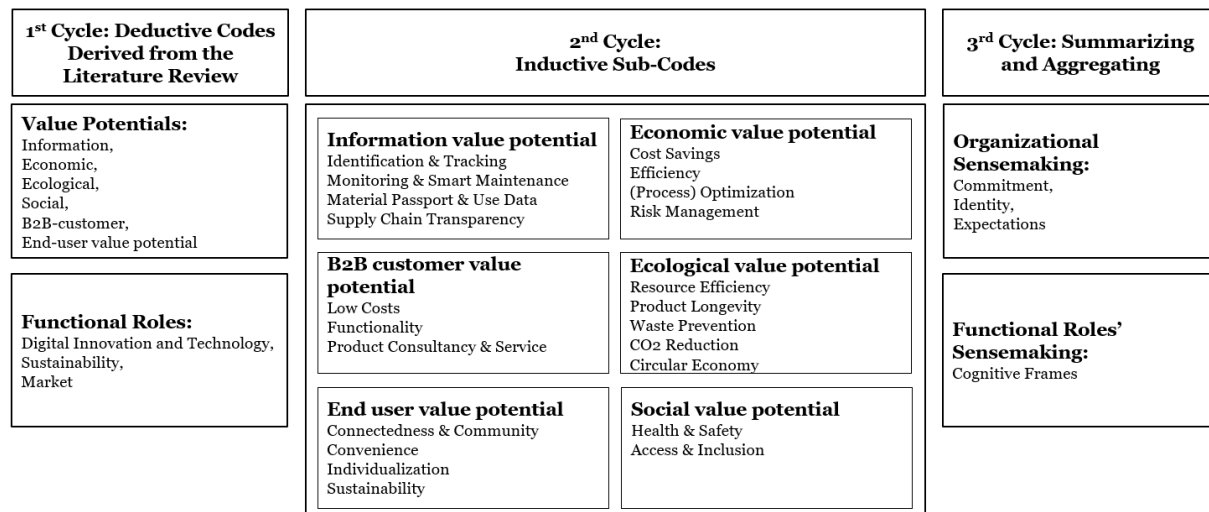 1st Cycle: Deductive Codes
Derived from the
Literature Review
Value Potentials:
Information,
Economic,
Ecological,
Social,
B2B-customer,
End-user value potential
Functional Roles:
Digital Innovation and Technology,
Sustainability,
Market
2nd Cycle:
Inductive Sub-Codes
Information value potential
Identification & Tracking
Monitoring & Smart Maintenance
Material Passport & Use Data
Supply Chain Transparency
Economic value potential
Cost Savings
Efficiency
(Process) Optimization
Risk Management
B2B customer value
potential
Low Costs
Functionality
Product Consultancy & Service
Ecological value potential
Resource Efficiency
Product Longevity
Waste Prevention
CO2 Reduction
Circular Economy
End user value potential
Connectedness & Community
Convenience
Individualization
Sustainability
Social value potential
Health & Safety
Access & Inclusion
3rd Cycle: Summarizing
and Aggregating
Organizational
Sensemaking:
Commitment,
Identity,
Expectations
Functional Roles’
Sensemaking:
Cognitive Frames